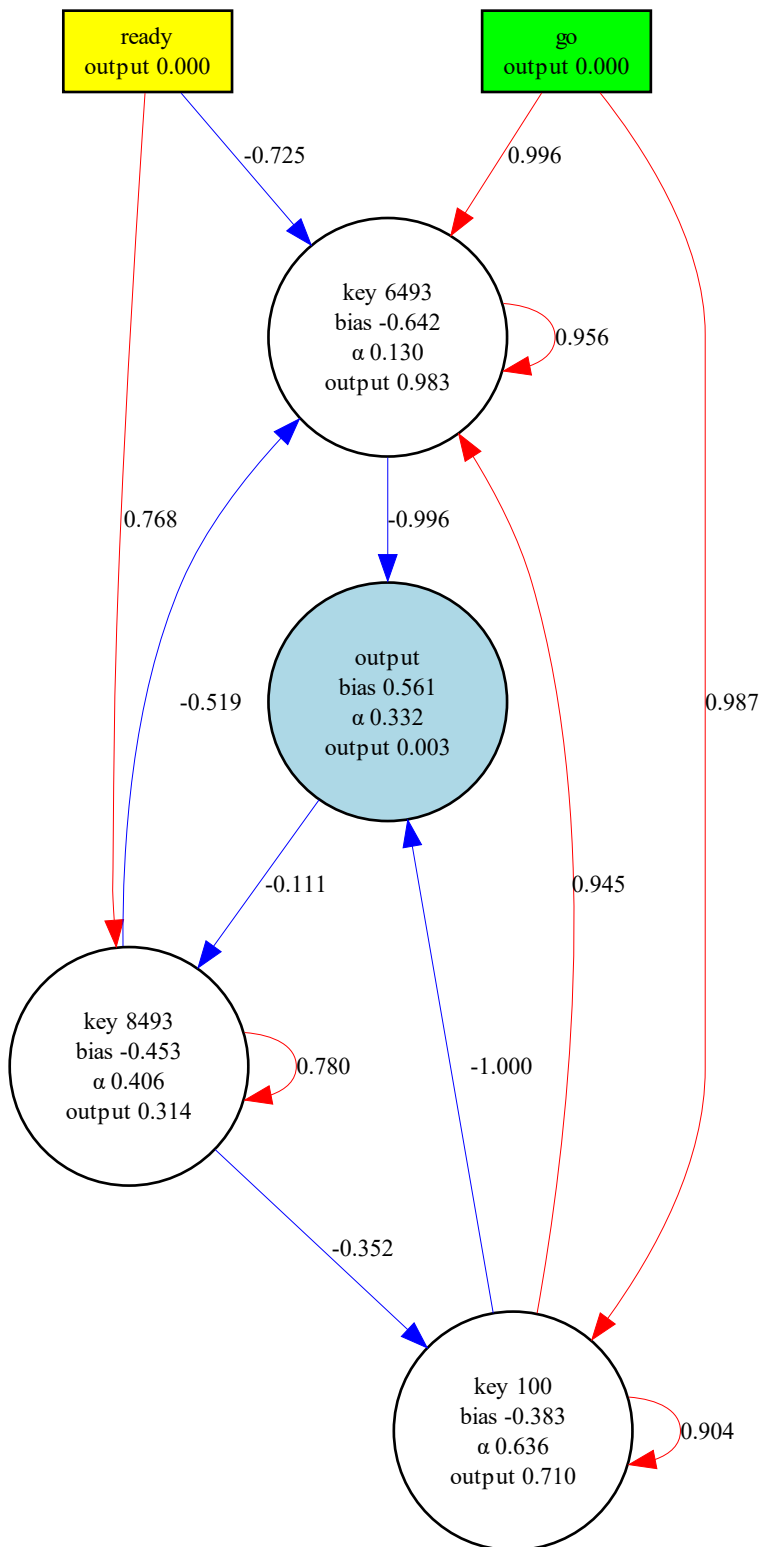 ready
output 0.000
go
output 0.000
-0.725
0.996
key 6493
bias -0.642
α 0.130
output 0.983
0.956
0.768
-0.996
-0.519
output
bias 0.561
α 0.332
output 0.003
0.987
-0.111
0.945
key 8493
bias -0.453
α 0.406
output 0.314
0.780
-1.000
-0.352
key 100
bias -0.383
α 0.636
output 0.710
0.904